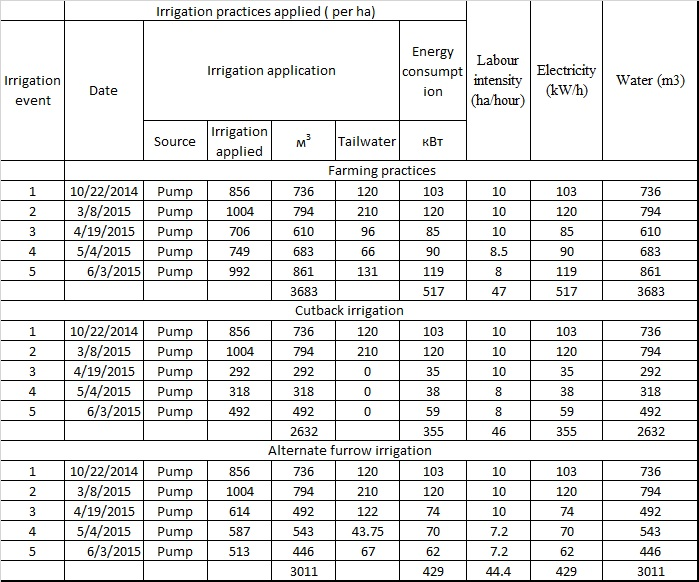 Irrigation practices applied ( per ha)
Irrigation event Date Irrigation application Energy consumpt ion Labour intensity (ha/hour) Electricity (kW/h) Water (m3)
Source Irrigation applied м³ Tailwater кВт
Farming practices
1 10/22/2014 Pump 856 736 120 103 10 103 736
2 3/8/2015 Pump 1004 794 210 120 10 120 794
3 4/19/2015 Pump 706 610 96 85 10 85 610
4 5/4/2015 Pump 749 683 66 90 8.5 90 683
5 6/3/2015 Pump 992 861 131 119 8 119 861
3683 517 47 517 3683
Cutback irrigation
1 10/22/2014 Pump 856 736 120 103 10 103 736
2 3/8/2015 Pump 1004 794 210 120 10 120 794
3 4/19/2015 Pump 292 292 0 35 10 35 292
4 5/4/2015 Pump 318 318 0 38 8 38 318
5 6/3/2015 Pump 492 492 0 59 8 59 492
2632 355 46 355 2632
Alternate furrow irrigation
1 10/22/2014 Pump 856 736 120 103 10 103 736
2 3/8/2015 Pump 1004 794 210 120 10 120 794
3 4/19/2015 Pump 614 492 122 74 10 74 492
4 5/4/2015 Pump 587 543 43.75 70 7.2 70 543
5 6/3/2015 Pump 513 446 67 62 7.2 62 446
3011 429 44.4 429 3011